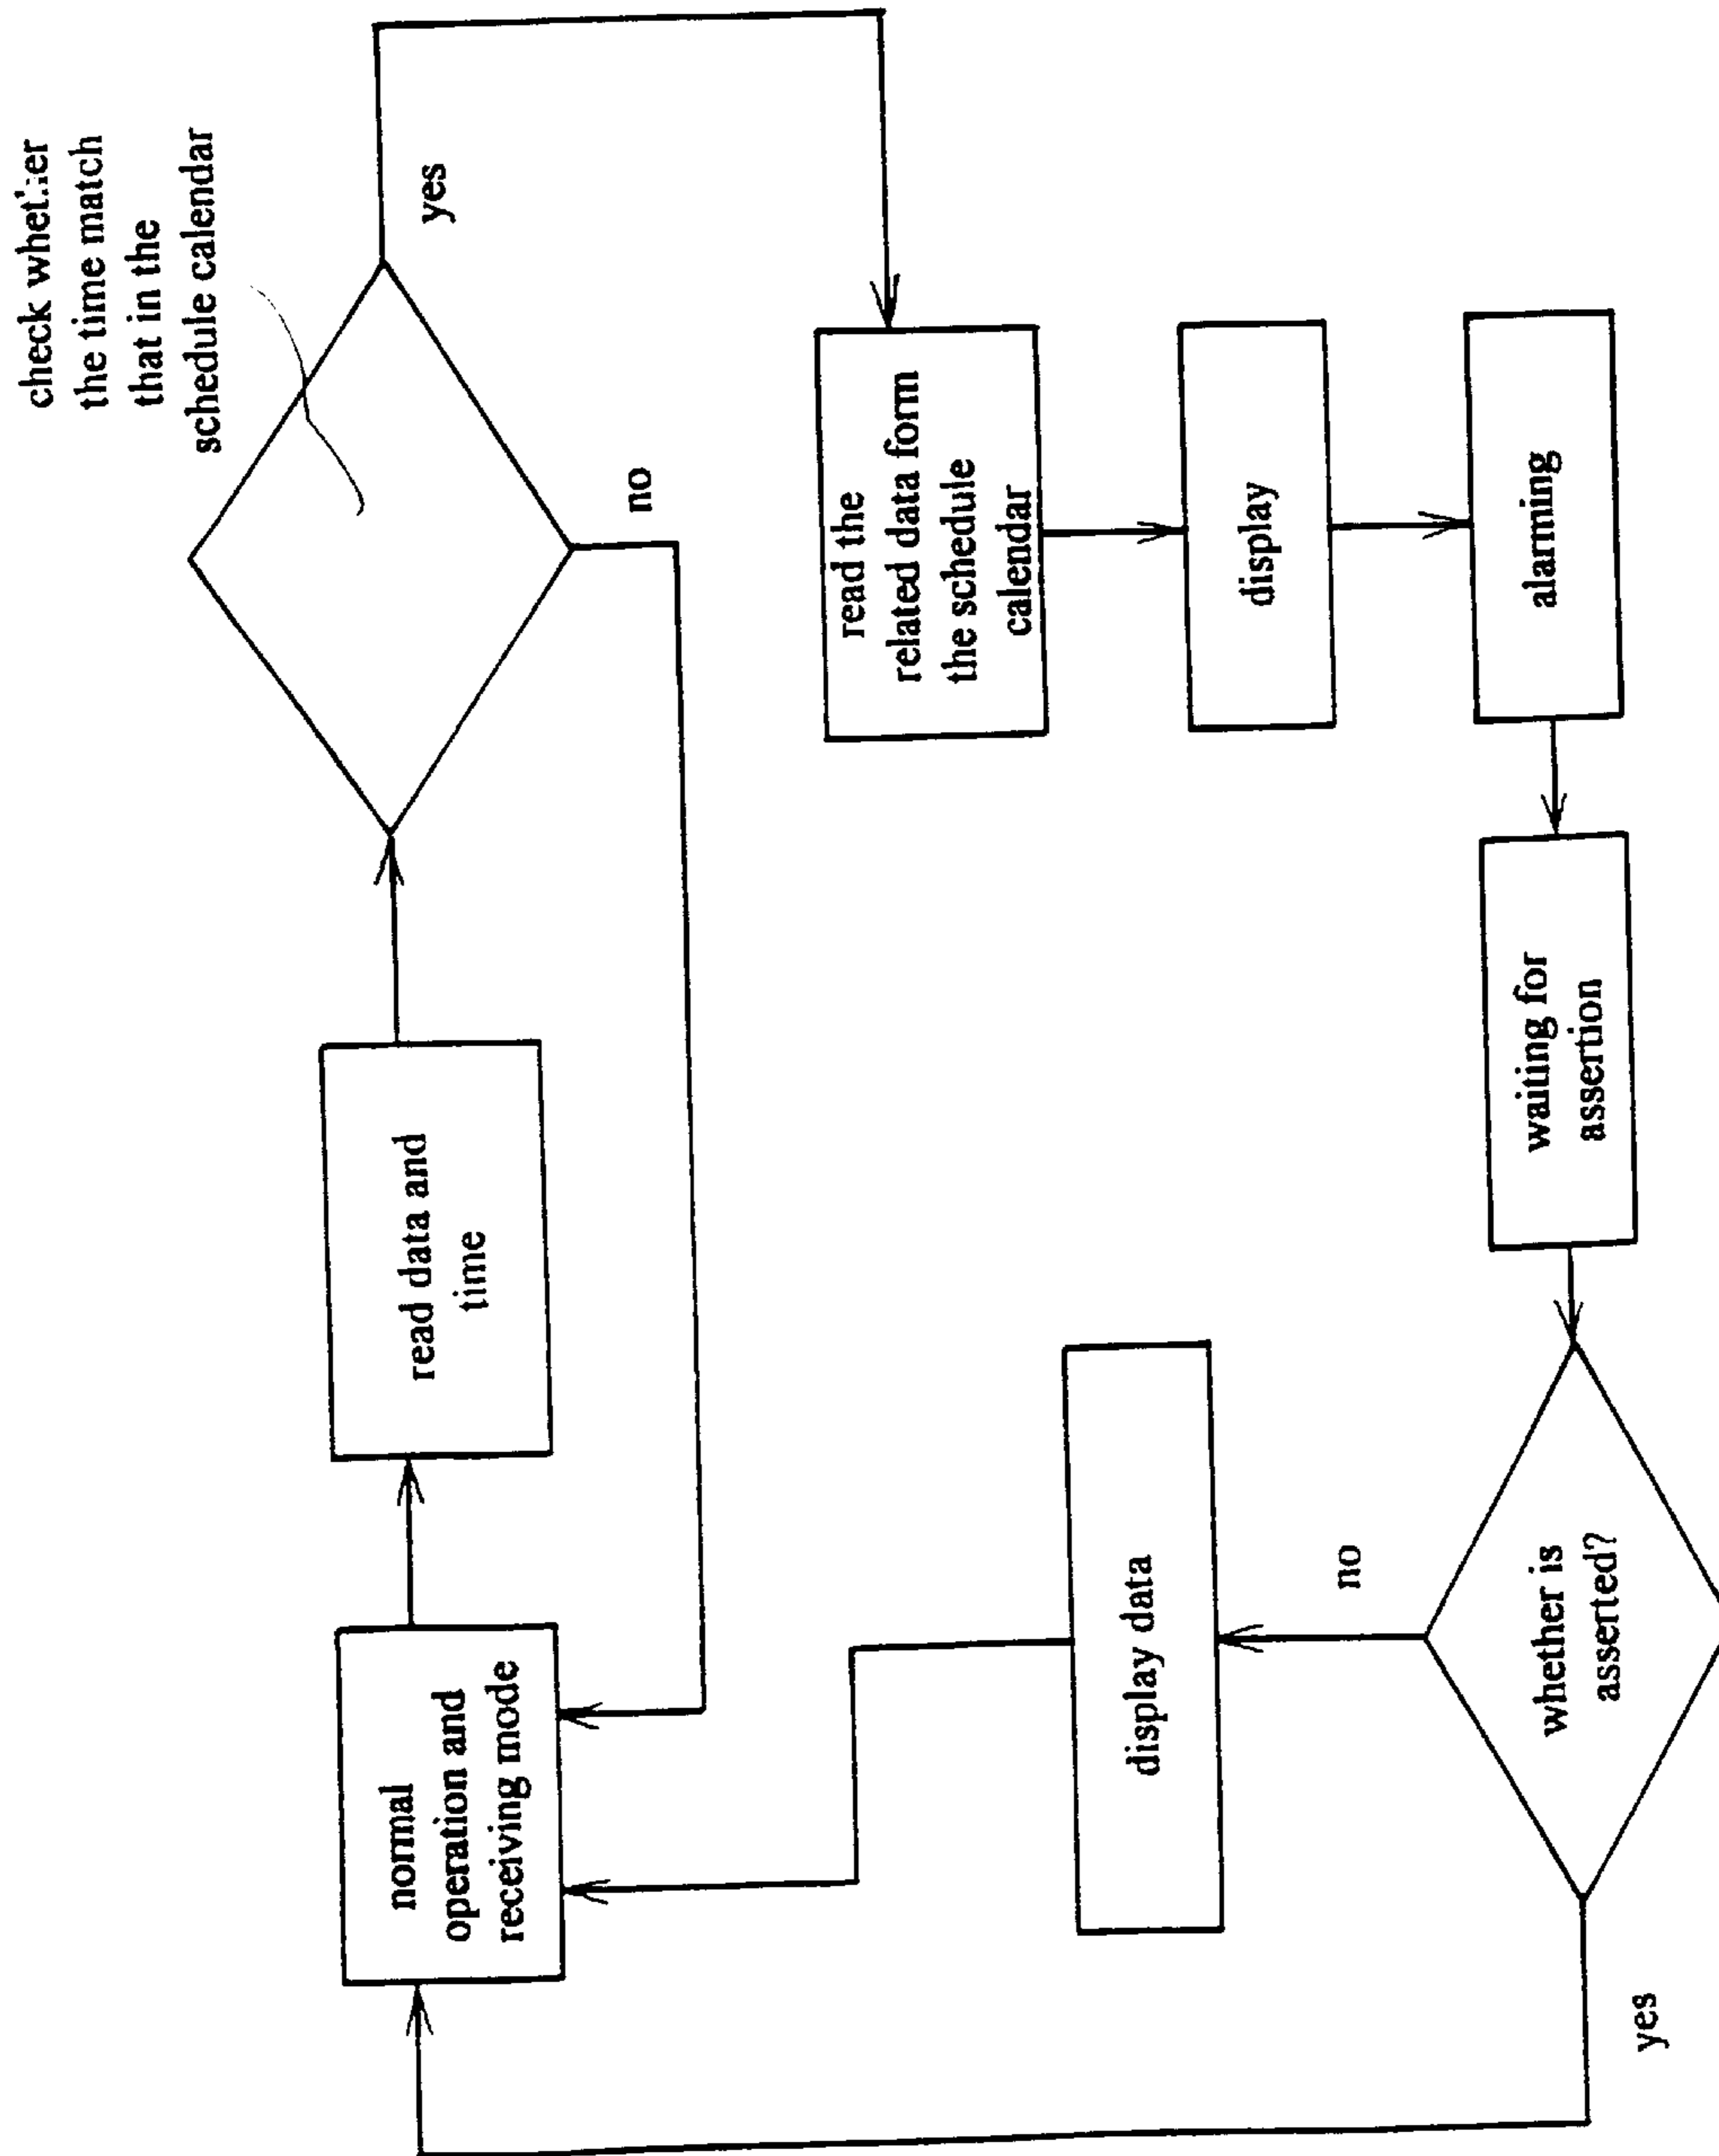 check whether
the time match
that in the
schedule calendar
yes
no
normal
operation and
receiving mode
read data and
time
read the
related data form
the schedule
calendar
display
alarming
waiting for
assertion
whether is
asserted?
no
yes
display data